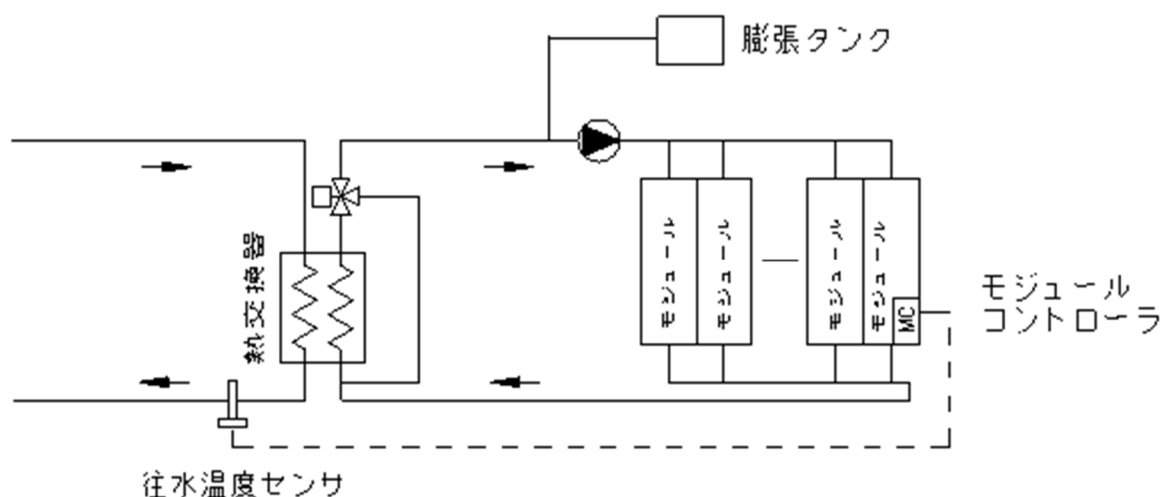 膨張タンク
熱交換器
モジュール
モジュール
モジュール
モジュール
MC
モジュール
コントローラ
往水温度センサ